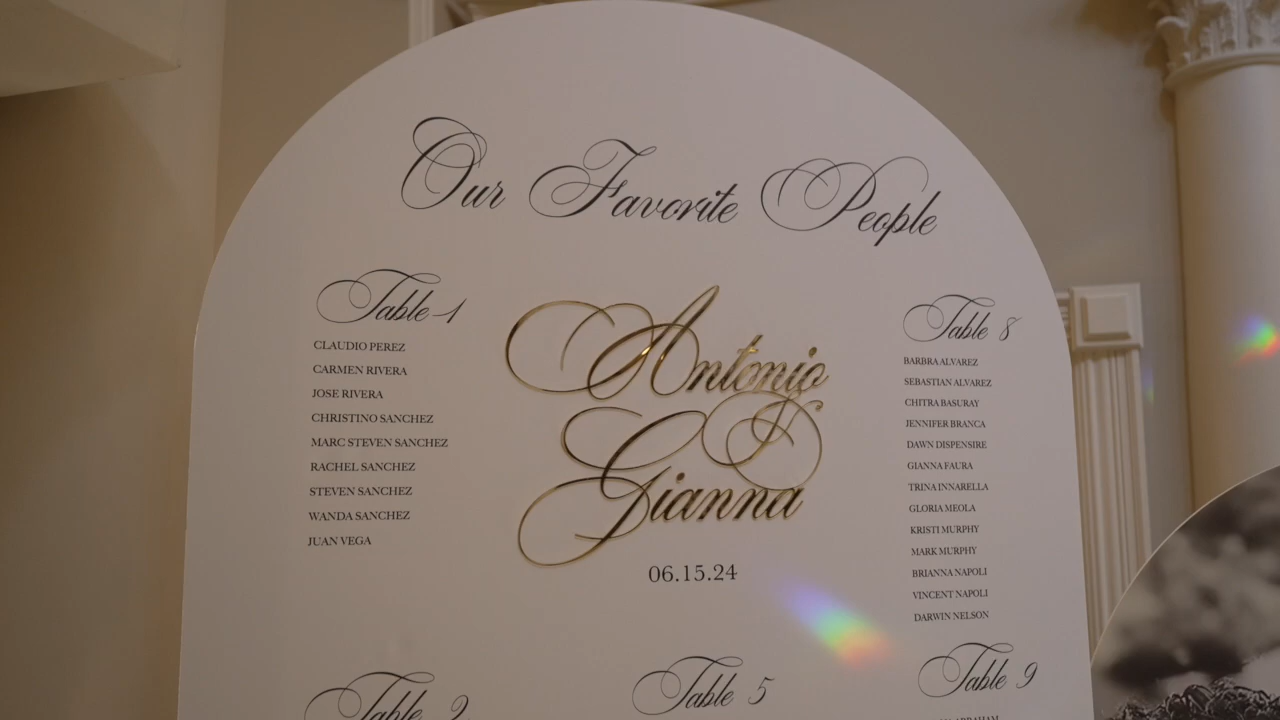 Our Favorite People
Table 1
CLAUDIO PEREZ
CARMEN RIVERA
JOSE RIVERA
CHRISTINO SANCHEZ
MARC STEVEN SANCHEZ
RACHEL SANCHEZ
STEVEN SANCHEZ
WANDA SANCHEZ
JUAN VEGA
Antonio
&
Gianna
06.15.24
Table 8
BARBRA ALVAREZ
SEBASTIAN ALVAREZ
CHITRA BASURAY
JENNIFER BRANCA
DAWN DISPENSIRE
GIANNA FAURA
TRINA INNARELLA
GLORIA MEOLA
KRISTI MURPHY
MARK MURPHY
BRIANNA NAPOLI
VINCENT NAPOLI
DARWIN NELSON
Table 2
Table 5
Table 9
ABRAHAM